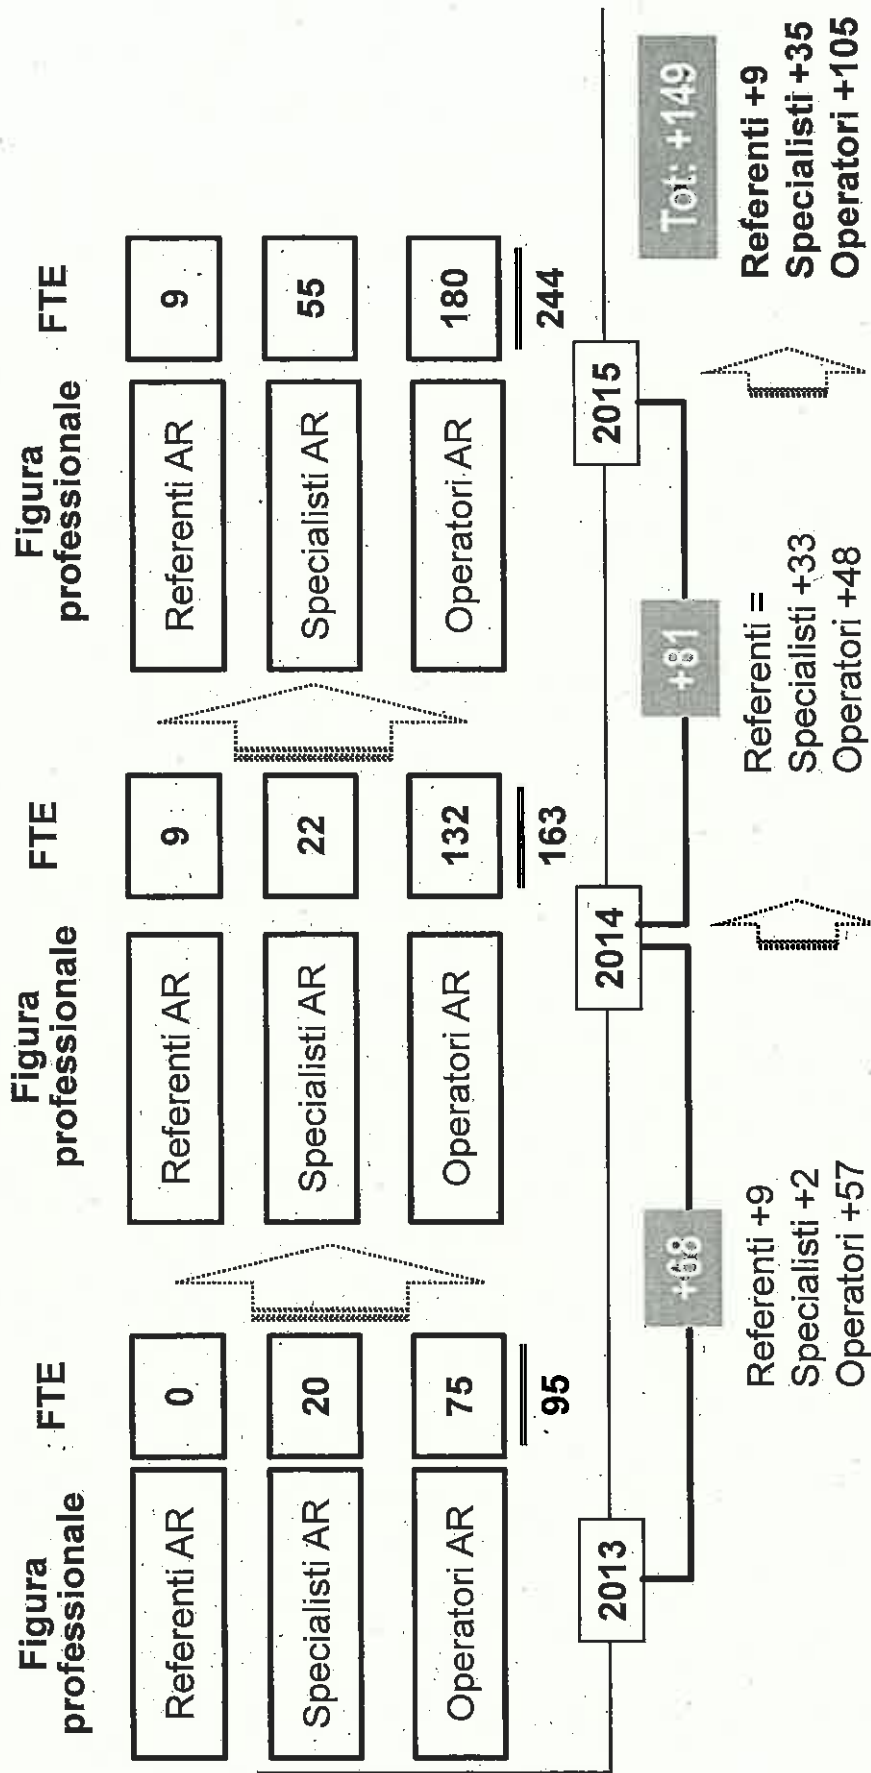 Figura
professionale
FTE
Referenti AR
0
Specialisti AR
20
Operatori AR
75
95
Figura
professionale
FTE
Referenti AR
9
Specialisti AR
22
Operatori AR
132
163
Figura
professionale
FTE
Referenti AR
9
Specialisti AR
55
Operatori AR
180
244
2013
2014
2015
+68
Referenti +9
Specialisti +2
Operatori +57
+81
Referenti =
Specialisti +33
Operatori +48
Tot: +149
Referenti +9
Specialisti +35
Operatori +105